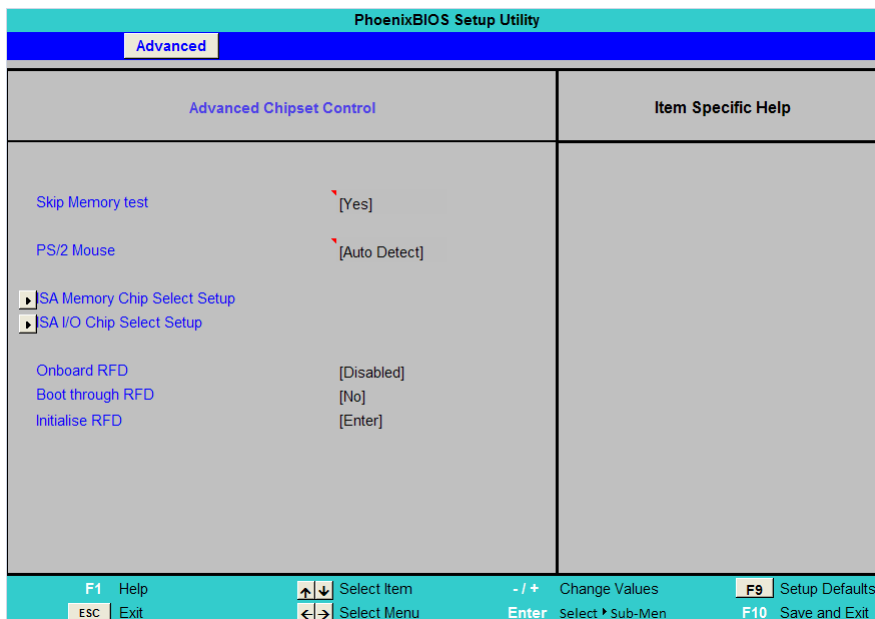 PhoenixBIOS Setup Utility
Advanced
Advanced Chipset Control
Item Specific Help
Skip Memory test [Yes]
PS/2 Mouse [Auto Detect]
ISA Memory Chip Select Setup
ISA I/O Chip Select Setup
Onboard RFD [Disabled]
Boot through RFD [No]
Initialise RFD [Enter]
F1 Help ↑ ↓ Select Item - / + Change Values F9 Setup Defaults
ESC Exit ← → Select Menu Enter Select ▸ Sub-Men F10 Save and Exit